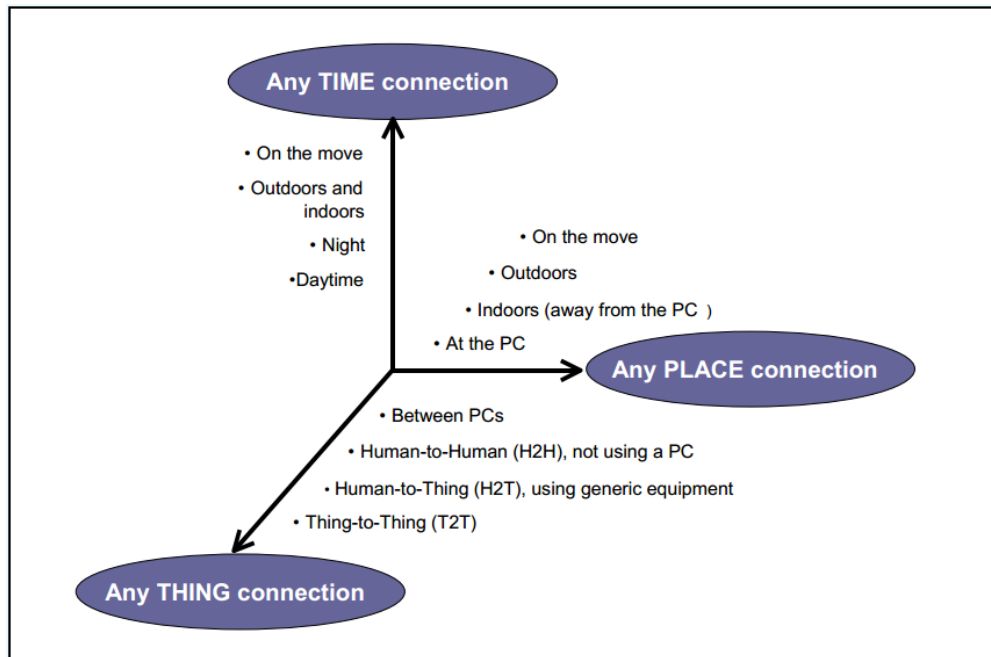 Any TIME connection
• On the move
• Outdoors and
indoors
• Night
•Daytime
• On the move
• Outdoors
• Indoors (away from the PC )
• At the PC
Any PLACE connection
• Between PCs
• Human-to-Human (H2H), not using a PC
• Human-to-Thing (H2T), using generic equipment
• Thing-to-Thing (T2T)
Any THING connection